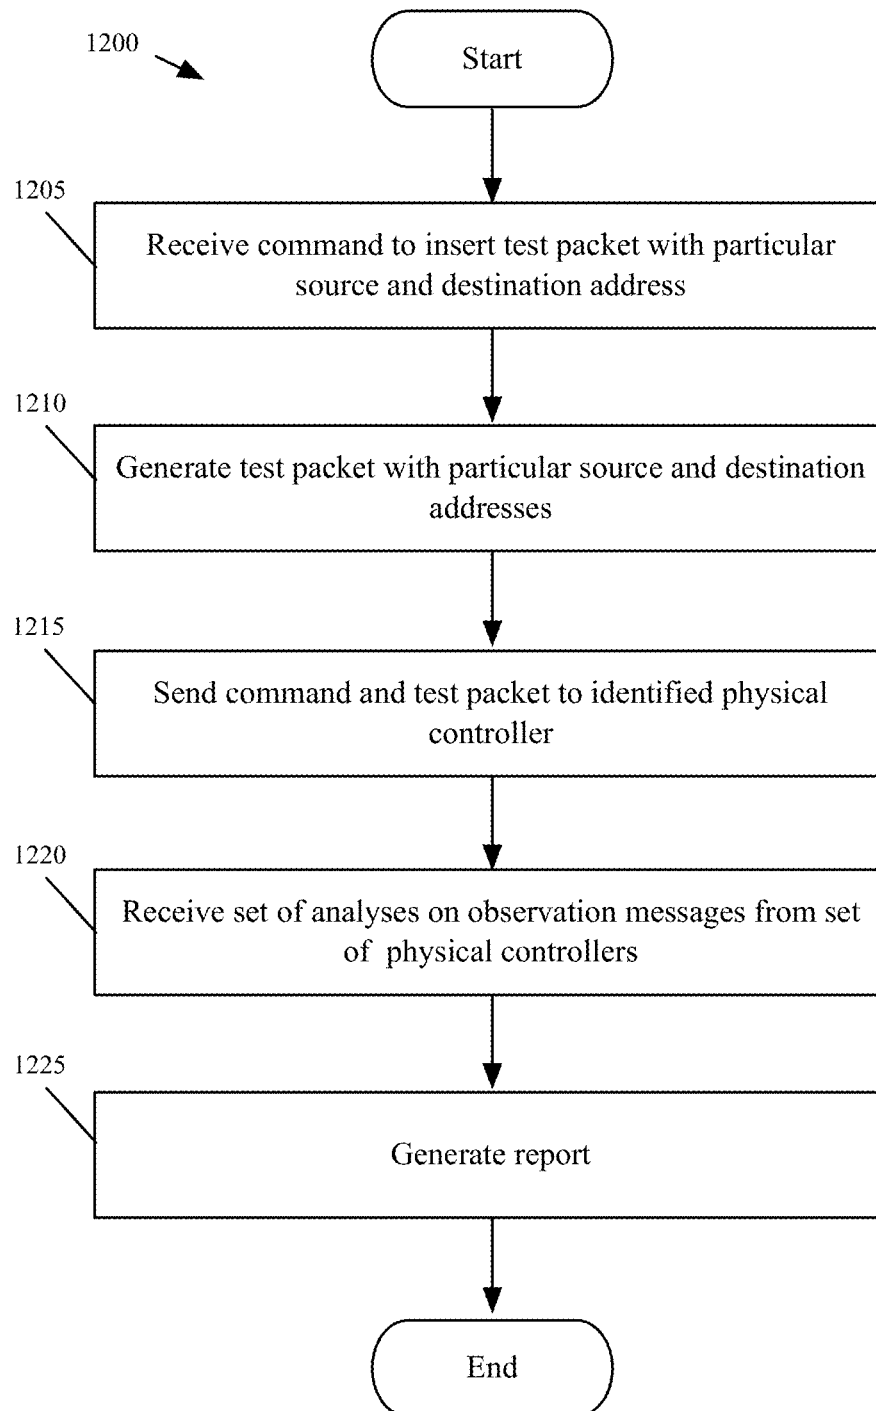 1200
Start
1205
Receive command to insert test packet with particular
source and destination address
1210
Generate test packet with particular source and destination
addresses
1215
Send command and test packet to identified physical
controller
1220
Receive set of analyses on observation messages from set
of physical controllers
1225
Generate report
End